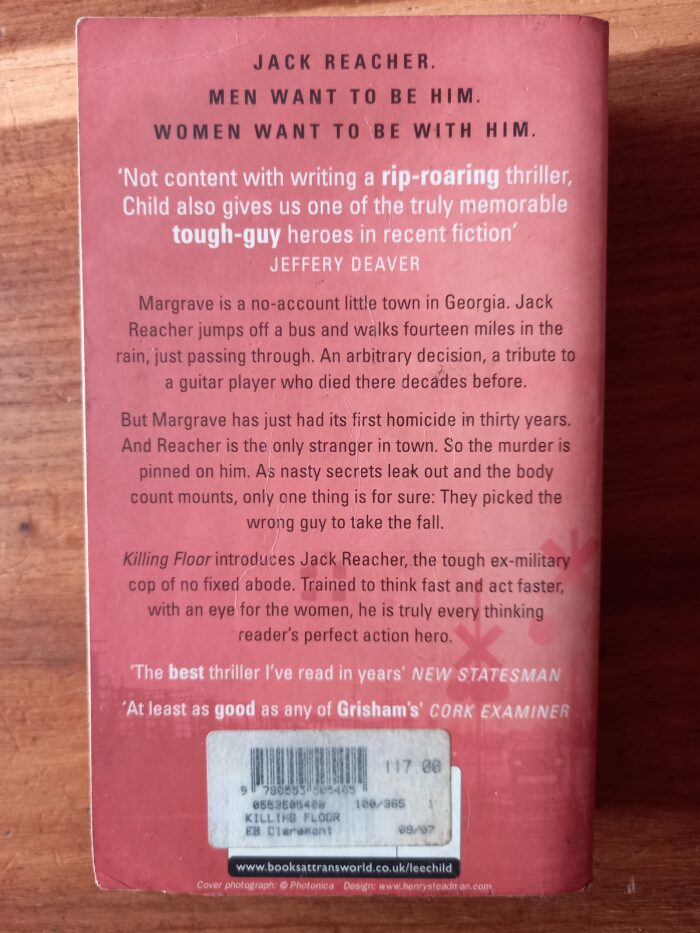 JACK REACHER.
MEN WANT TO BE HIM.
WOMEN WANT TO BE WITH HIM.
‘Not content with writing a rip-roaring thriller,
Child also gives us one of the truly memorable
tough-guy heroes in recent fiction’
JEFFERY DEAVER
Margrave is a no-account little town in Georgia. Jack
Reacher jumps off a bus and walks fourteen miles in the
rain, just passing through. An arbitrary decision, a tribute to
a guitar player who died there decades before.
But Margrave has just had its first homicide in thirty years.
And Reacher is the only stranger in town. So the murder is
pinned on him. As nasty secrets leak out and the body
count mounts, only one thing is for sure: They picked the
wrong guy to take the fall.
Killing Floor introduces Jack Reacher, the tough ex-military
cop of no fixed abode. Trained to think fast and act faster,
with an eye for the women, he is truly every thinking
reader’s perfect action hero.
‘The best thriller I’ve read in years’ NEW STATESMAN
‘At least as good as any of Grisham’s’ CORK EXAMINER
117.00
9 780553 505405
0553505400 100/365 1
KILLING FLOOR
EB Claremont 09/07
www.booksattransworld.co.uk/leechild
Cover photograph: © Photonica Design: www.henrysteadman.com